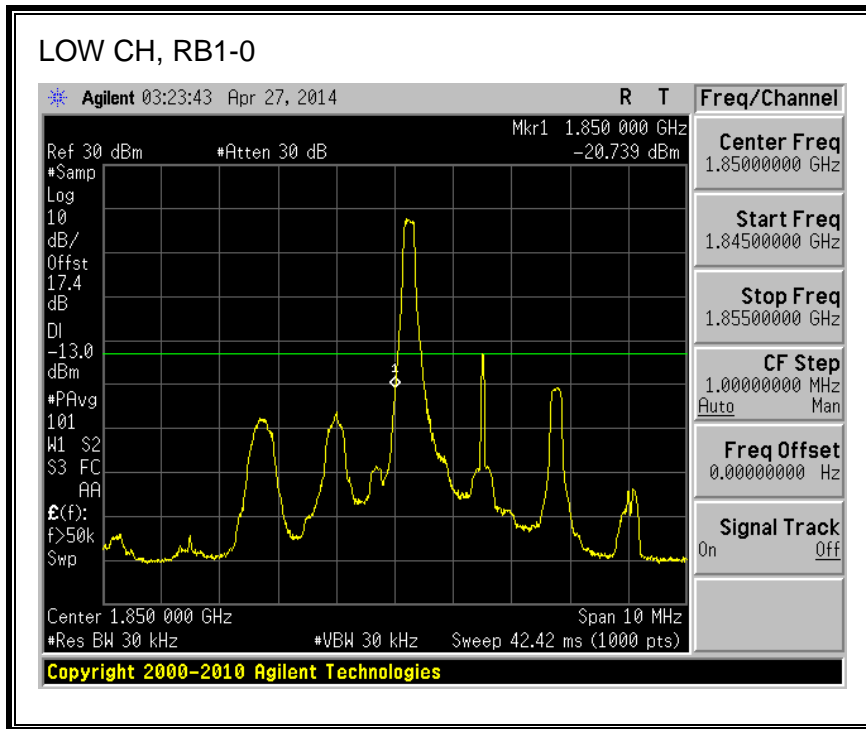 LOW CH, RB1-0
Agilent 03:23:43 Apr 27, 2014 R T
Mkr1 1.850 000 GHz
Ref 30 dBm #Atten 30 dB -20.739 dBm
#Samp
Log
10
dB/
Offst
17.4
dB
DI
-13.0
dBm
#PAvg
101
W1 S2
S3 FC
AA
£(f):
f>50k
Swp
1
Center 1.850 000 GHz Span 10 MHz
#Res BW 30 kHz #VBW 30 kHz Sweep 42.42 ms (1000 pts)
Copyright 2000-2010 Agilent Technologies
Freq/Channel
Center Freq
1.85000000 GHz
Start Freq
1.84500000 GHz
Stop Freq
1.85500000 GHz
CF Step
1.00000000 MHz
Auto Man
Freq Offset
0.00000000 Hz
Signal Track
On Off